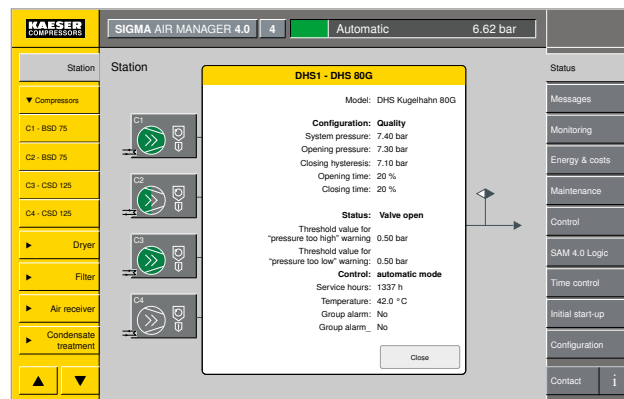 KAESER
COMPRESSORS
SIGMA AIR MANAGER 4.0
4
Automatic
6.62 bar
Station
▼ Compressors
C1 - BSD 75
C2 - BSD 75
C3 - CSD 125
C4 - CSD 125
► Dryer
► Filter
► Air receiver
► Condensate
treatment
▲ ▼
Station
C1
C2
C3
C4
DHS1 - DHS 80G
Model: DHS Kugelhahn 80G
Configuration: Quality
System pressure: 7.40 bar
Opening pressure: 7.30 bar
Closing hysteresis: 7.10 bar
Opening time: 20 %
Closing time: 20 %
Status: Valve open
Threshold value for
"pressure too high" warning 0.50 bar
Threshold value for
"pressure too low" warning: 0.50 bar
Control: automatic mode
Service hours: 1337 h
Temperature: 42.0 °C
Group alarm: No
Group alarm_ No
Close
Status
Messages
Monitoring
Energy & costs
Maintenance
Control
SAM 4.0 Logic
Time control
Initial start-up
Configuration
Contact i